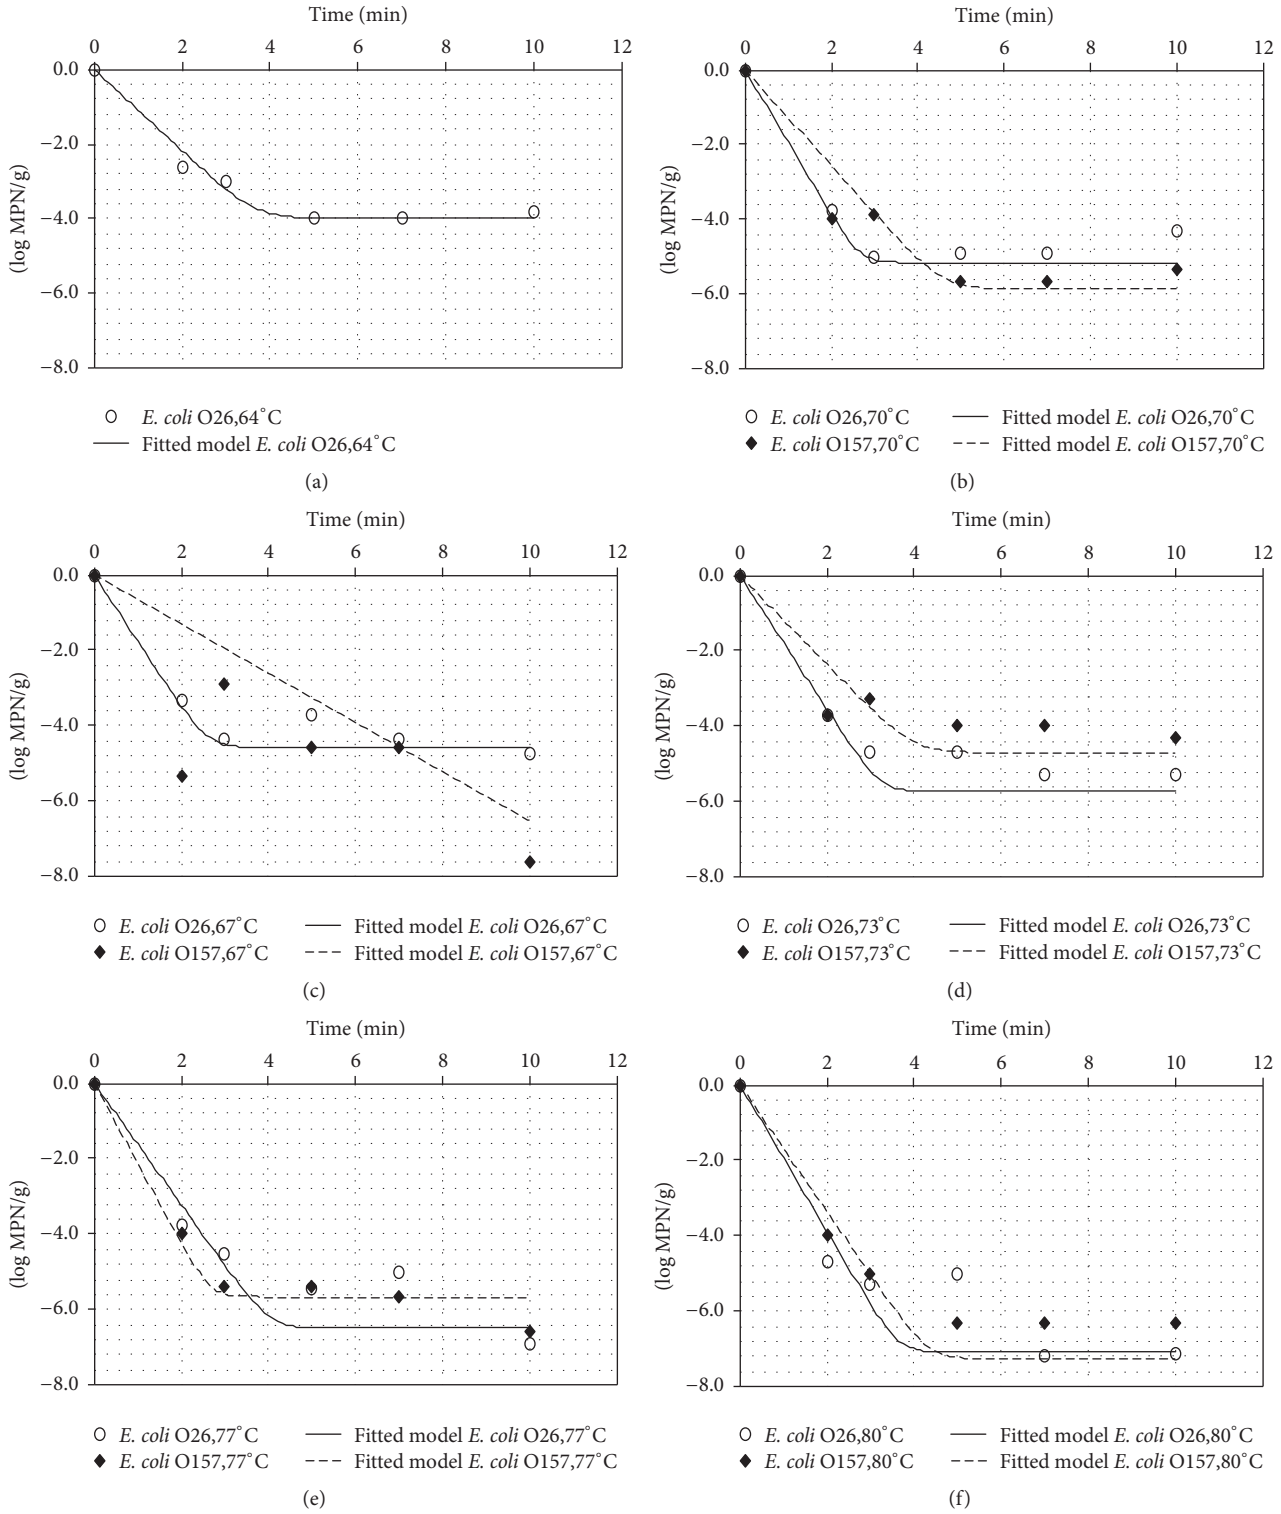 Time (min)
0 2 4 6 8 10 12
0.0
−2.0
−4.0
−6.0
−8.0
(log MPN/g)
E. coli O26,64°C
Fitted model E. coli O26,64°C
(a)
Time (min)
0 2 4 6 8 10 12
0.0
−2.0
−4.0
−6.0
−8.0
(log MPN/g)
E. coli O26,70°C Fitted model E. coli O26,70°C
E. coli O157,70°C Fitted model E. coli O157,70°C
(b)
Time (min)
0 2 4 6 8 10 12
0.0
−2.0
−4.0
−6.0
−8.0
(log MPN/g)
E. coli O26,67°C Fitted model E. coli O26,67°C
E. coli O157,67°C Fitted model E. coli O157,67°C
(c)
Time (min)
0 2 4 6 8 10 12
0.0
−2.0
−4.0
−6.0
−8.0
(log MPN/g)
E. coli O26,73°C Fitted model E. coli O26,73°C
E. coli O157,73°C Fitted model E. coli O157,73°C
(d)
Time (min)
0 2 4 6 8 10 12
0.0
−2.0
−4.0
−6.0
−8.0
(log MPN/g)
E. coli O26,77°C Fitted model E. coli O26,77°C
E. coli O157,77°C Fitted model E. coli O157,77°C
(e)
Time (min)
0 2 4 6 8 10 12
0.0
−2.0
−4.0
−6.0
−8.0
(log MPN/g)
E. coli O26,80°C Fitted model E. coli O26,80°C
E. coli O157,80°C Fitted model E. coli O157,80°C
(f)